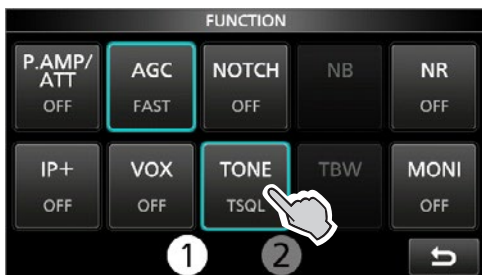 FUNCTION
P.AMP/
ATT
OFF
AGC
FAST
NOTCH
OFF
NB
NR
OFF
IP+
OFF
VOX
OFF
TONE
TSQL
TBW
MONI
OFF
1
2